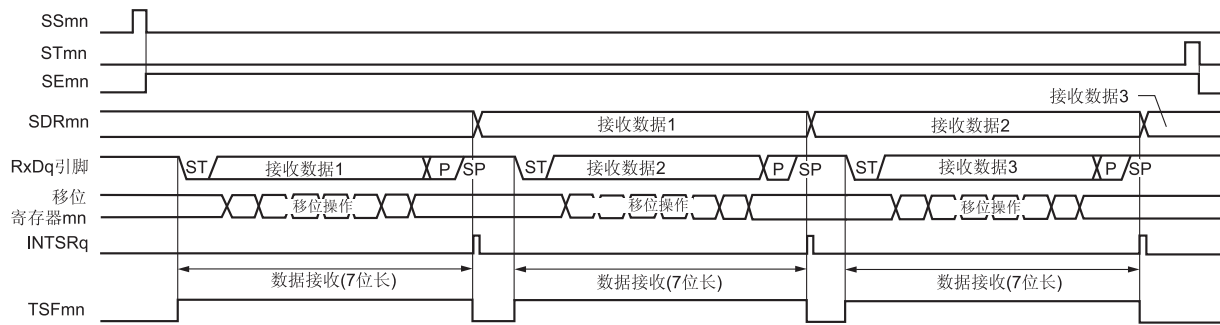 SSmn
STmn
SEmn
接收数据3
SDRmn
接收数据1
接收数据2
RxDq引脚
ST
接收数据1
P
SP
ST
接收数据2
P
SP
ST
接收数据3
P
SP
移位
寄存器mn
移位操作
移位操作
移位操作
INTSRq
数据接收(7位长)
数据接收(7位长)
数据接收(7位长)
TSFmn